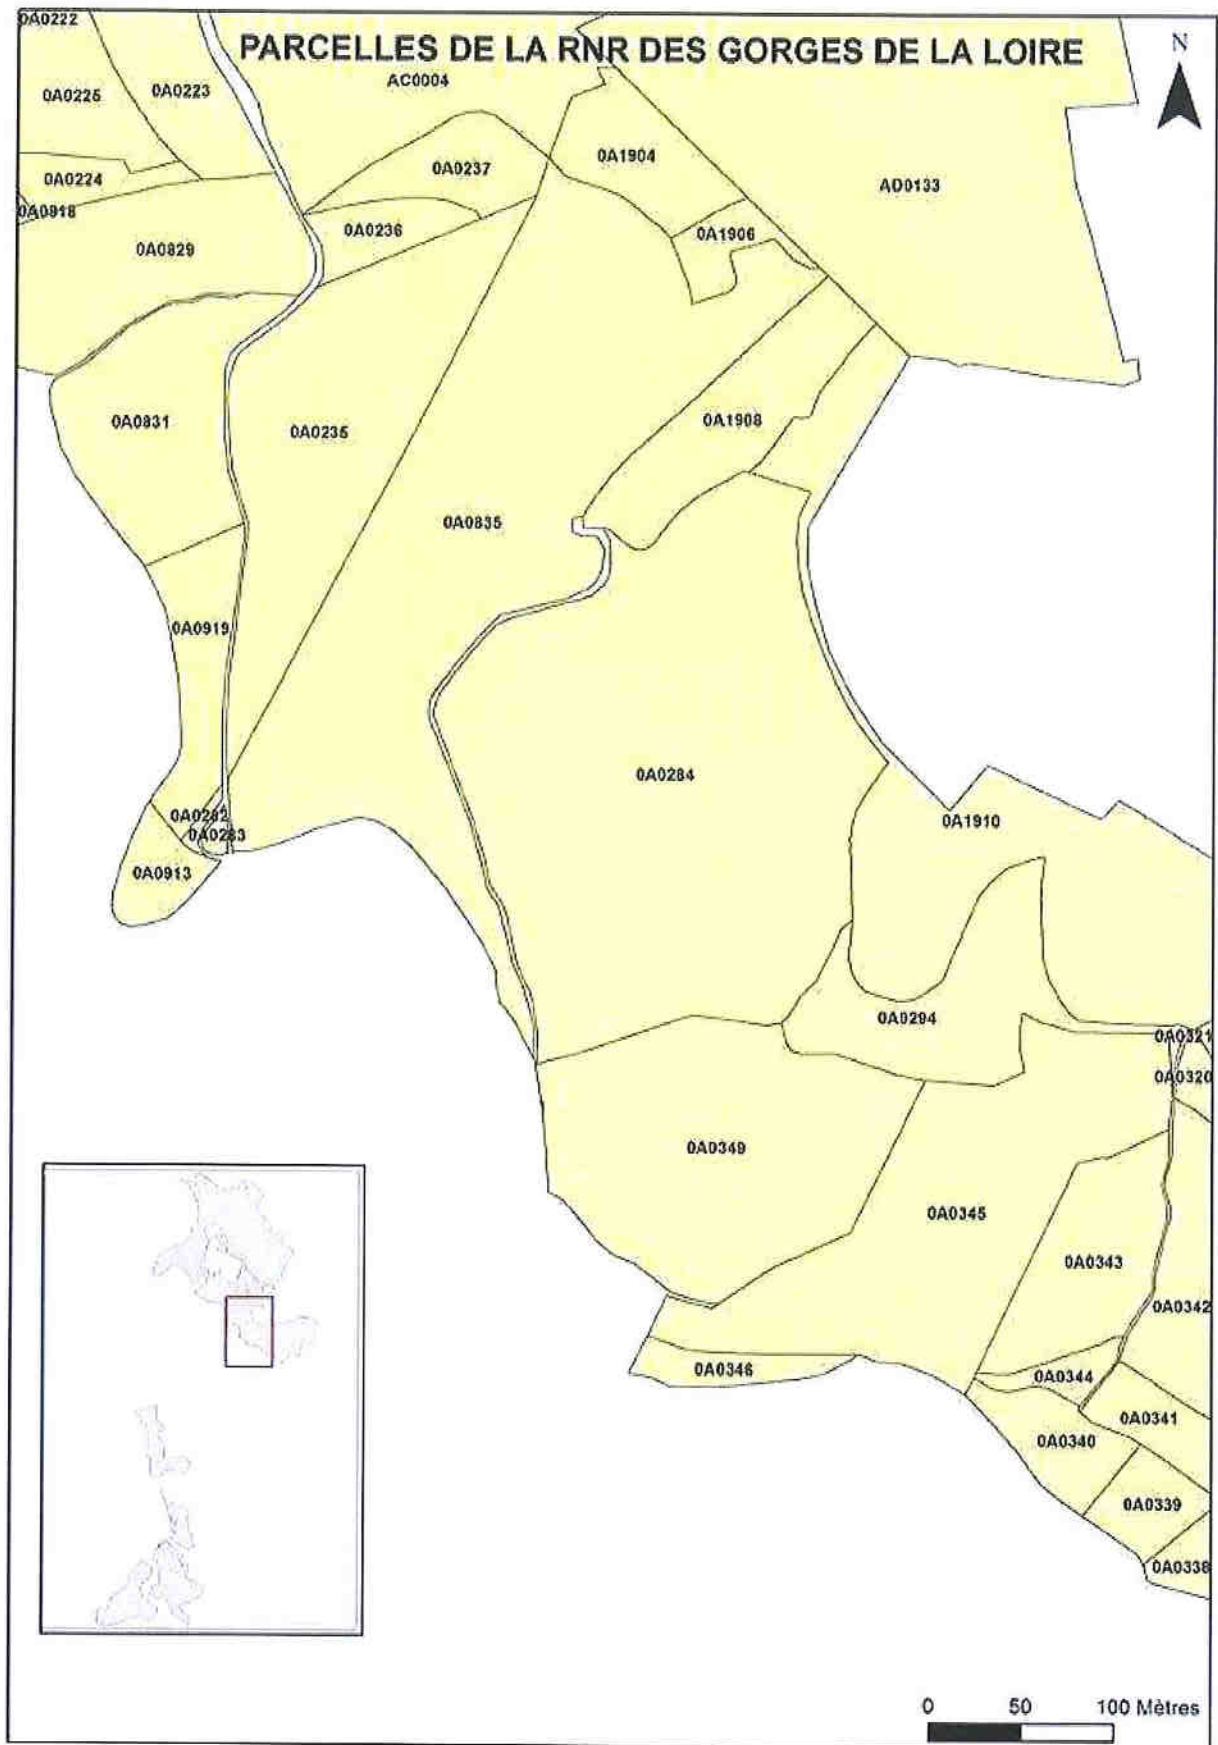 0A0222
PARCELLES DE LA RNR DES GORGES DE LA LOIRE
N
AC0004
0A0225
0A0223
0A1904
0A0237
0A0224
AD0133
0A0918
0A0236
0A1906
0A0829
0A0831
0A0235
0A1908
0A0835
0A0919
0A0284
0A0282
0A1910
0A0283
0A0913
0A0294
0A0321
0A0320
0A0349
0A0345
0A0343
0A0342
0A0346
0A0344
0A0341
0A0340
0A0339
0A0338
0 50 100 Mètres